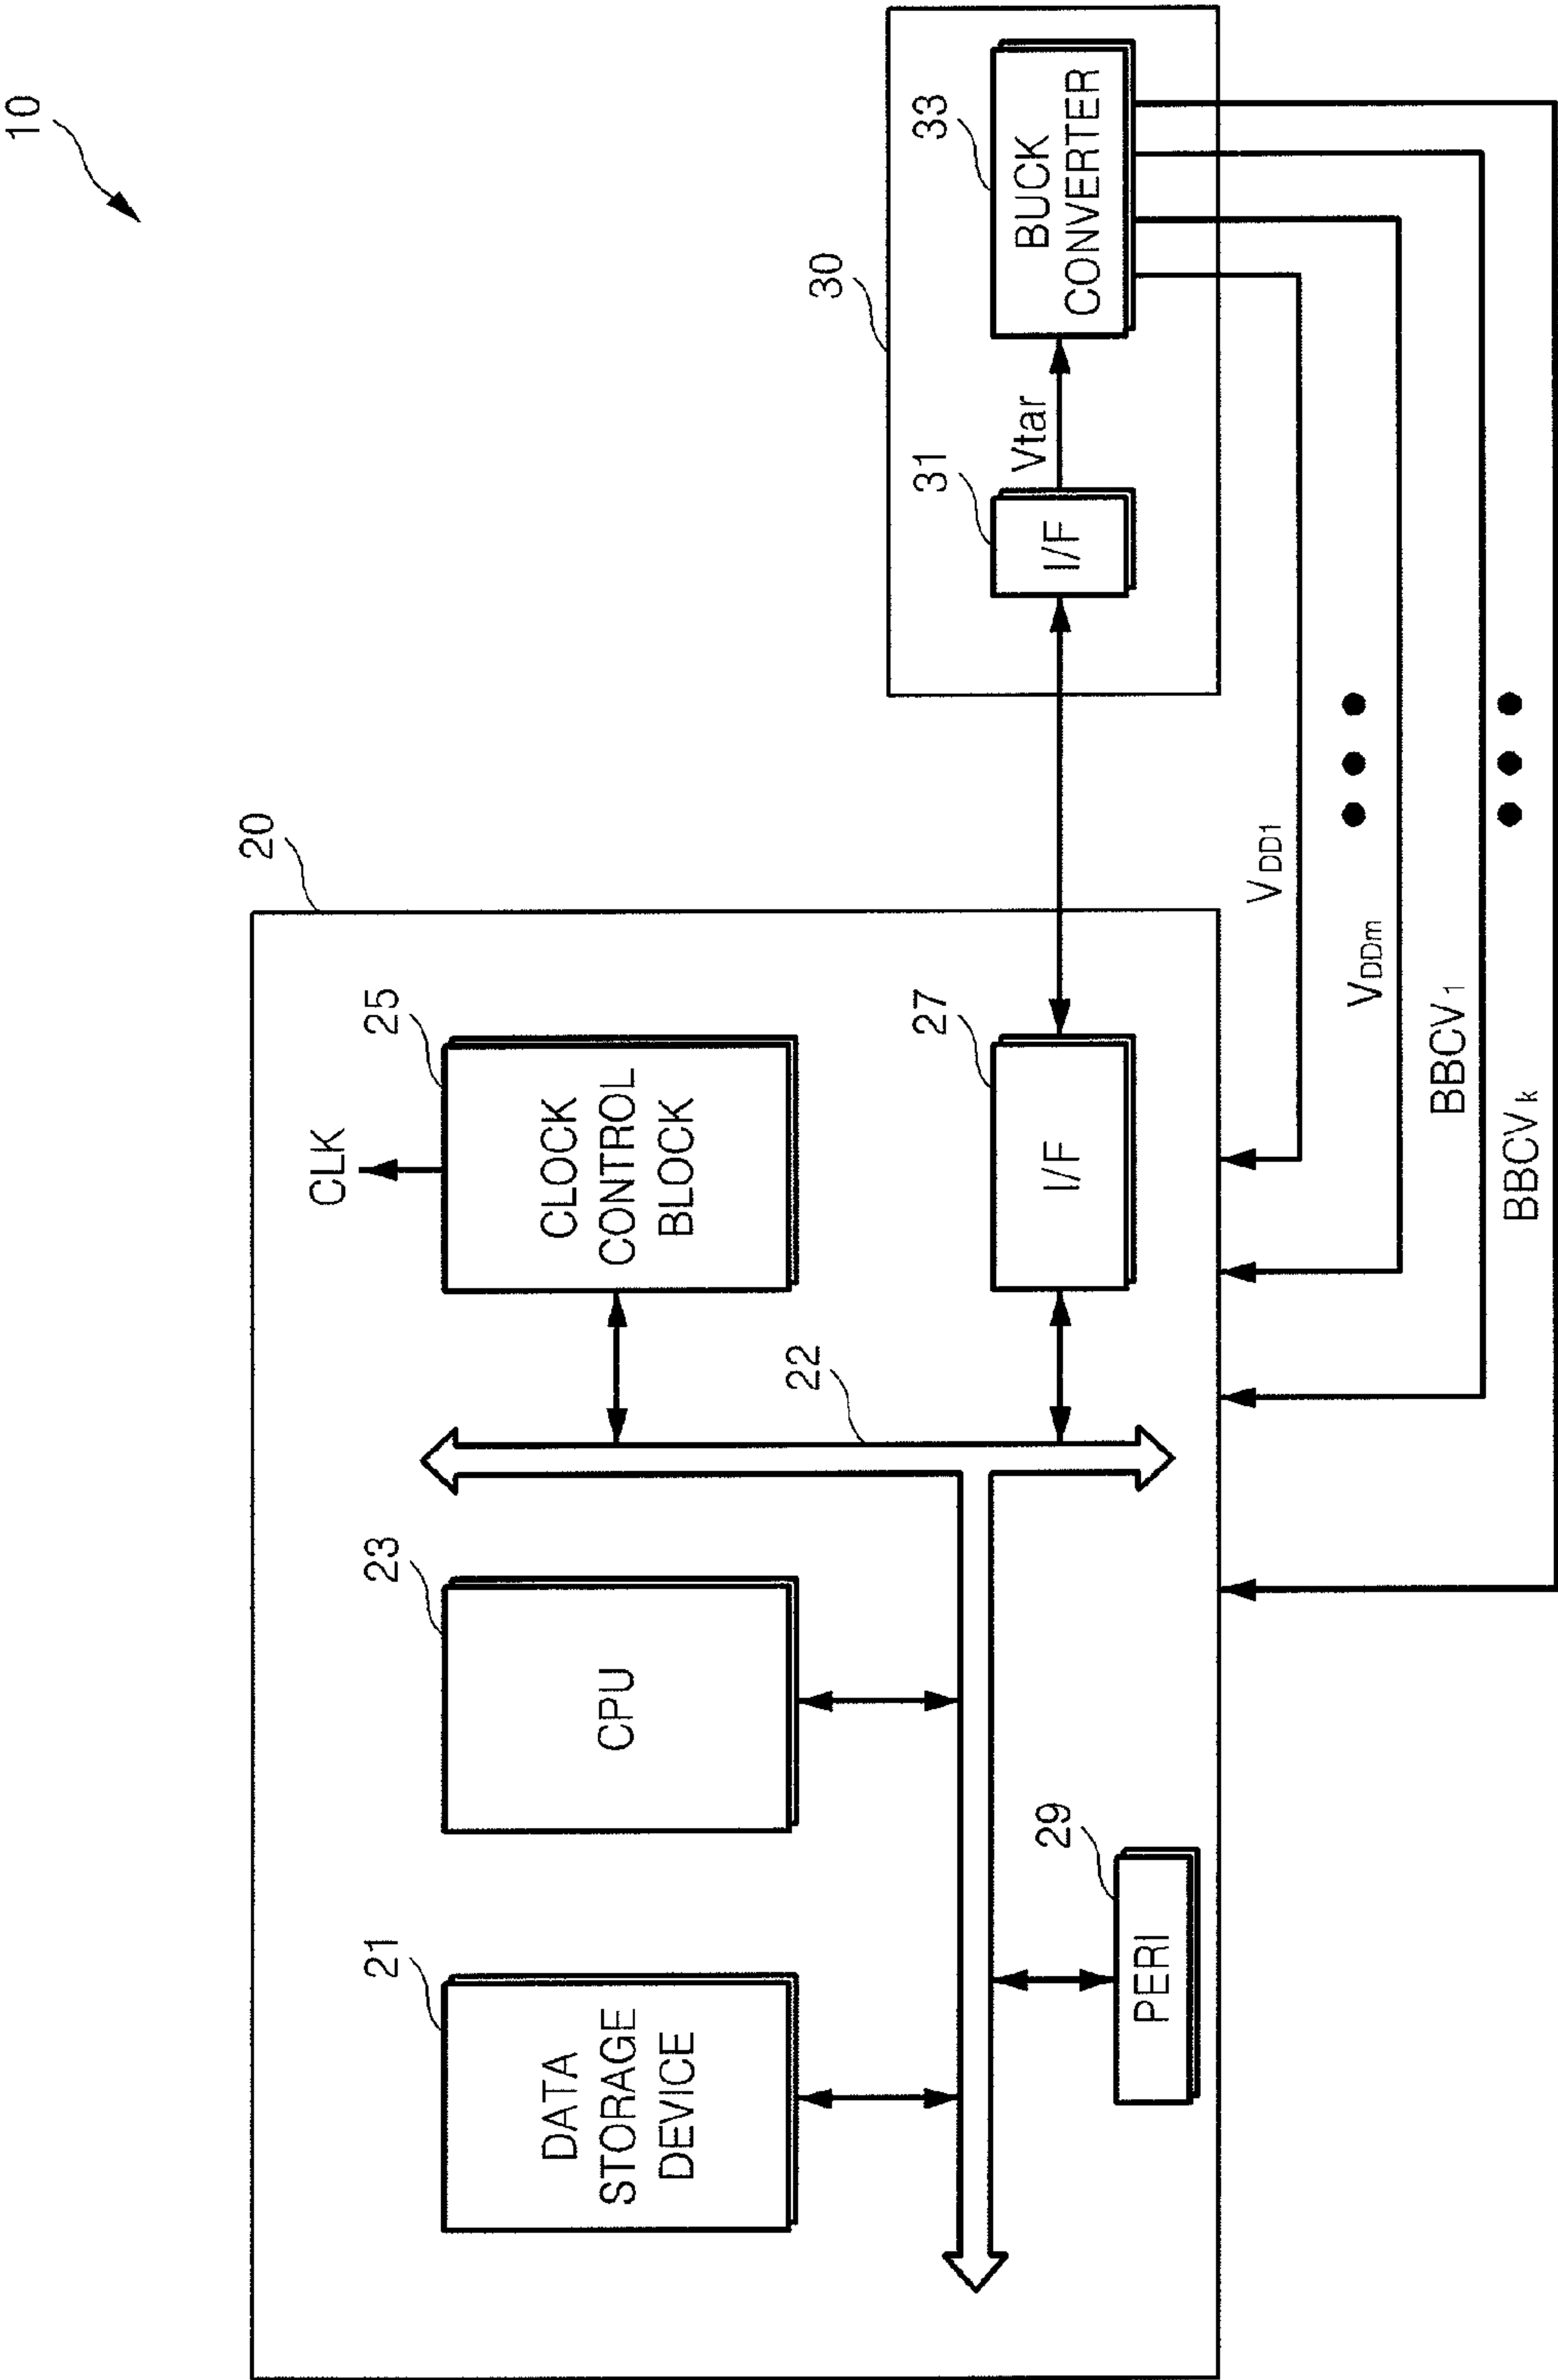 10
20
30
CLK
21
DATA
STORAGE
DEVICE
23
CPU
25
CLOCK
CONTROL
BLOCK
22
29
PERI
27
I/F
31
I/F
Vtar
33
BUCK
CONVERTER
VDD1
VDDm
BBCV1
BBCVk